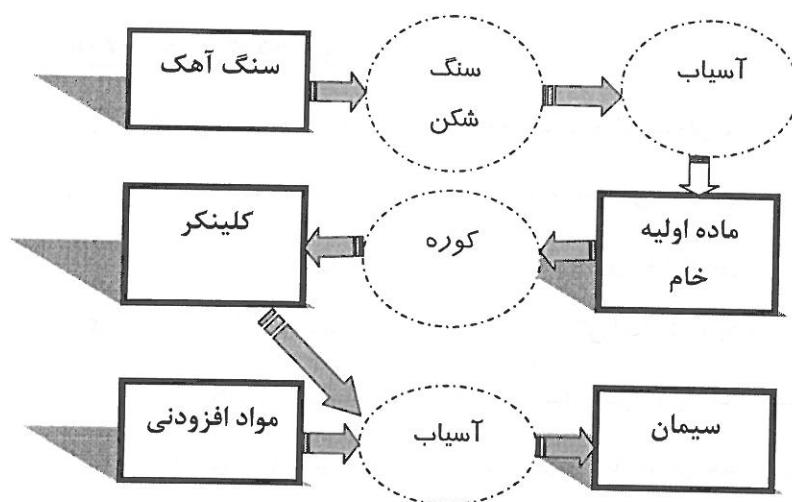 سنگ آهک
سنگ
شکن
آسیاب
ماده اولیه
خام
کوره
کلینکر
مواد افزودنی
آسیاب
سیمان